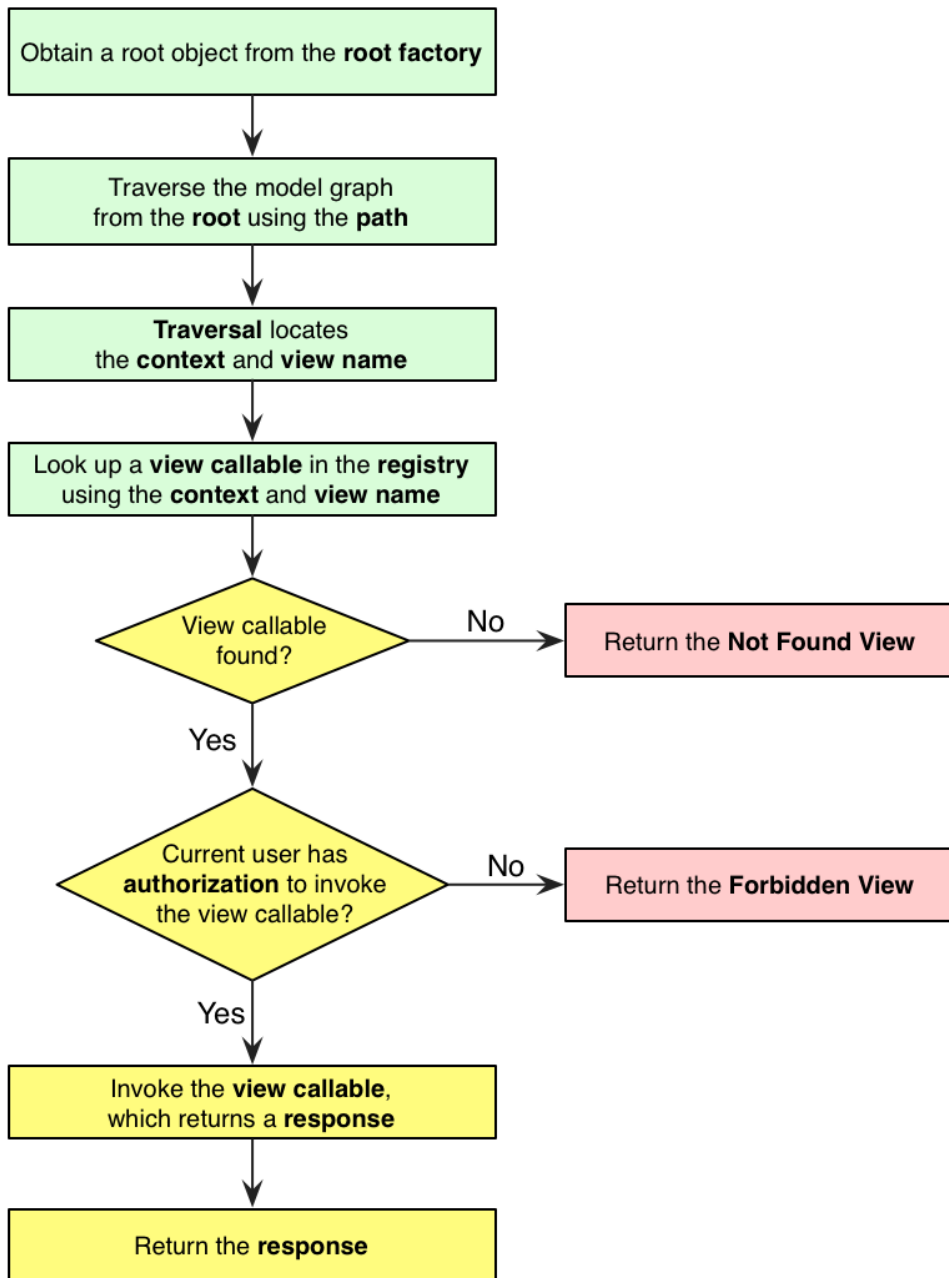 Obtain a root object from the root factory
Traverse the model graph
from the root using the path
Traversal locates
the context and view name
Look up a view callable in the registry
using the context and view name
View callable
found?
No
Return the Not Found View
Yes
Current user has
authorization to invoke
the view callable?
No
Return the Forbidden View
Yes
Invoke the view callable,
which returns a response
Return the response